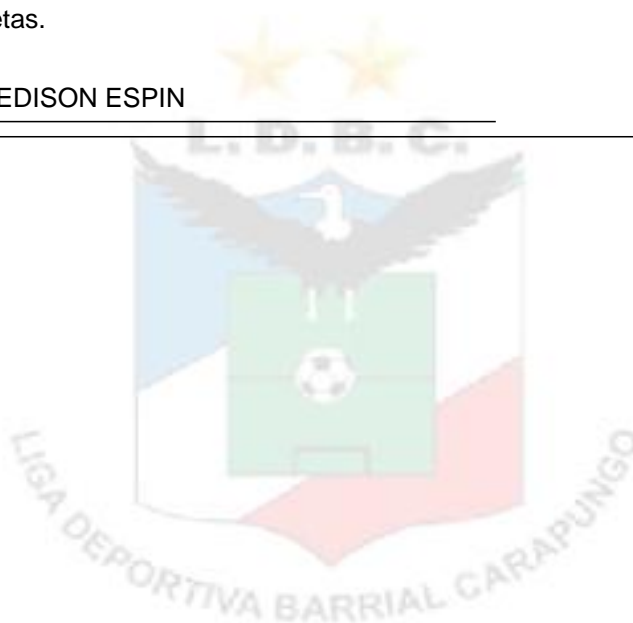 etas.
EDISON ESPIN
L. D. B. C.
LIGA DEPORTIVA BARRIAL CARAPUNGO